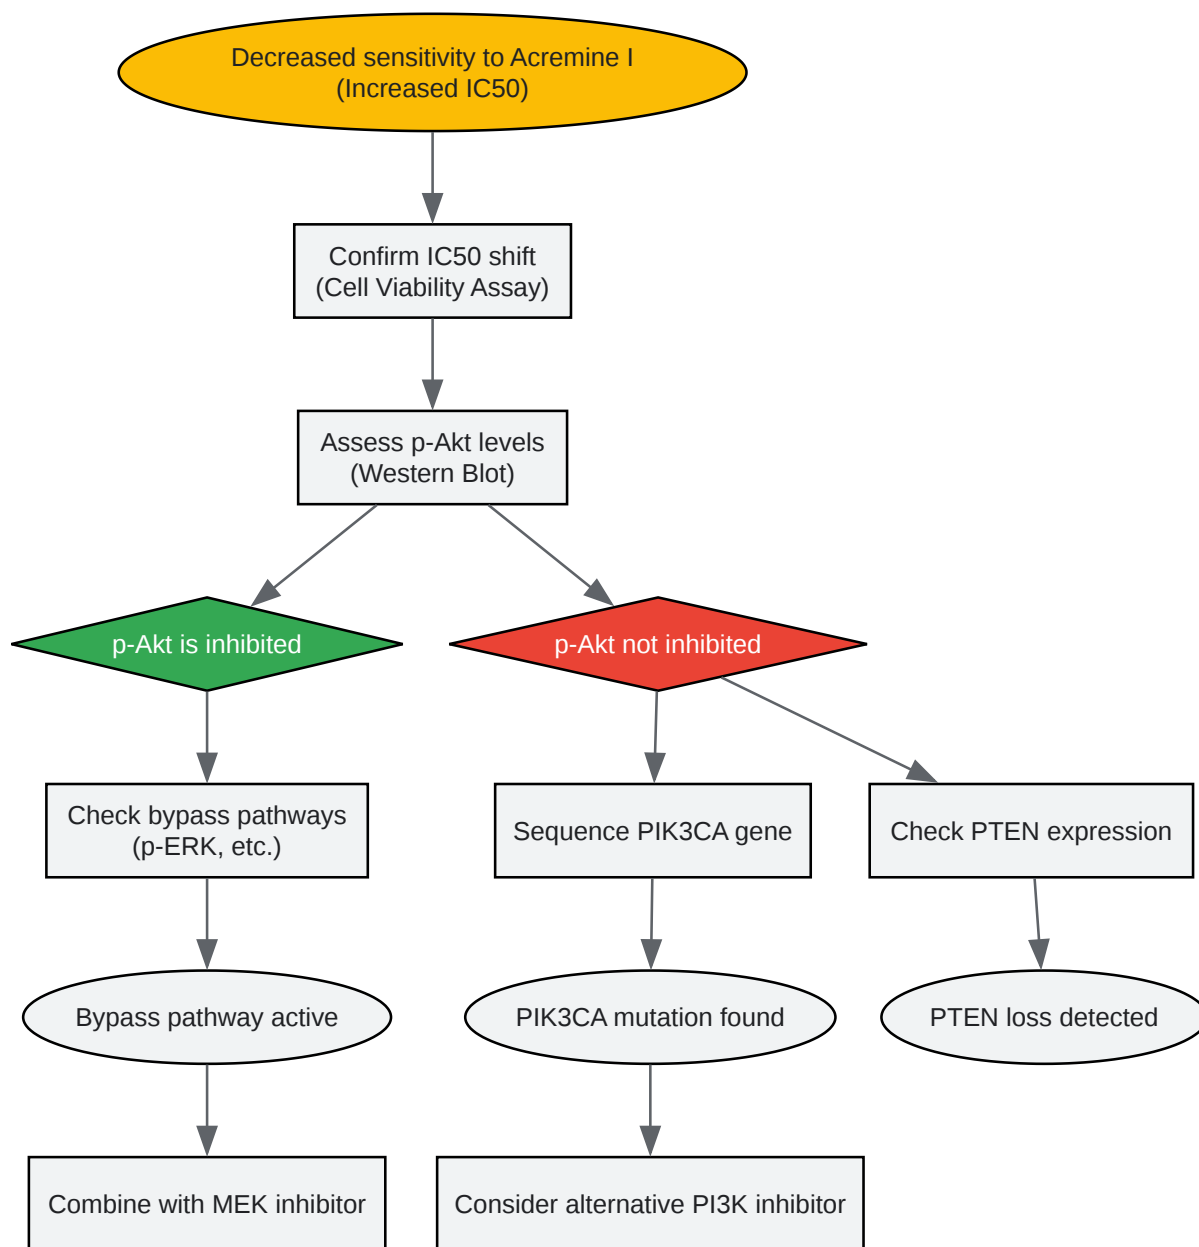 Decreased sensitivity to Acremine I
(Increased IC50)
Confirm IC50 shift
(Cell Viability Assay)
Assess p-Akt levels
(Western Blot)
p-Akt is inhibited
p-Akt not inhibited
Check bypass pathways
(p-ERK, etc.)
Sequence PIK3CA gene
Check PTEN expression
Bypass pathway active
PIK3CA mutation found
PTEN loss detected
Combine with MEK inhibitor
Consider alternative PI3K inhibitor